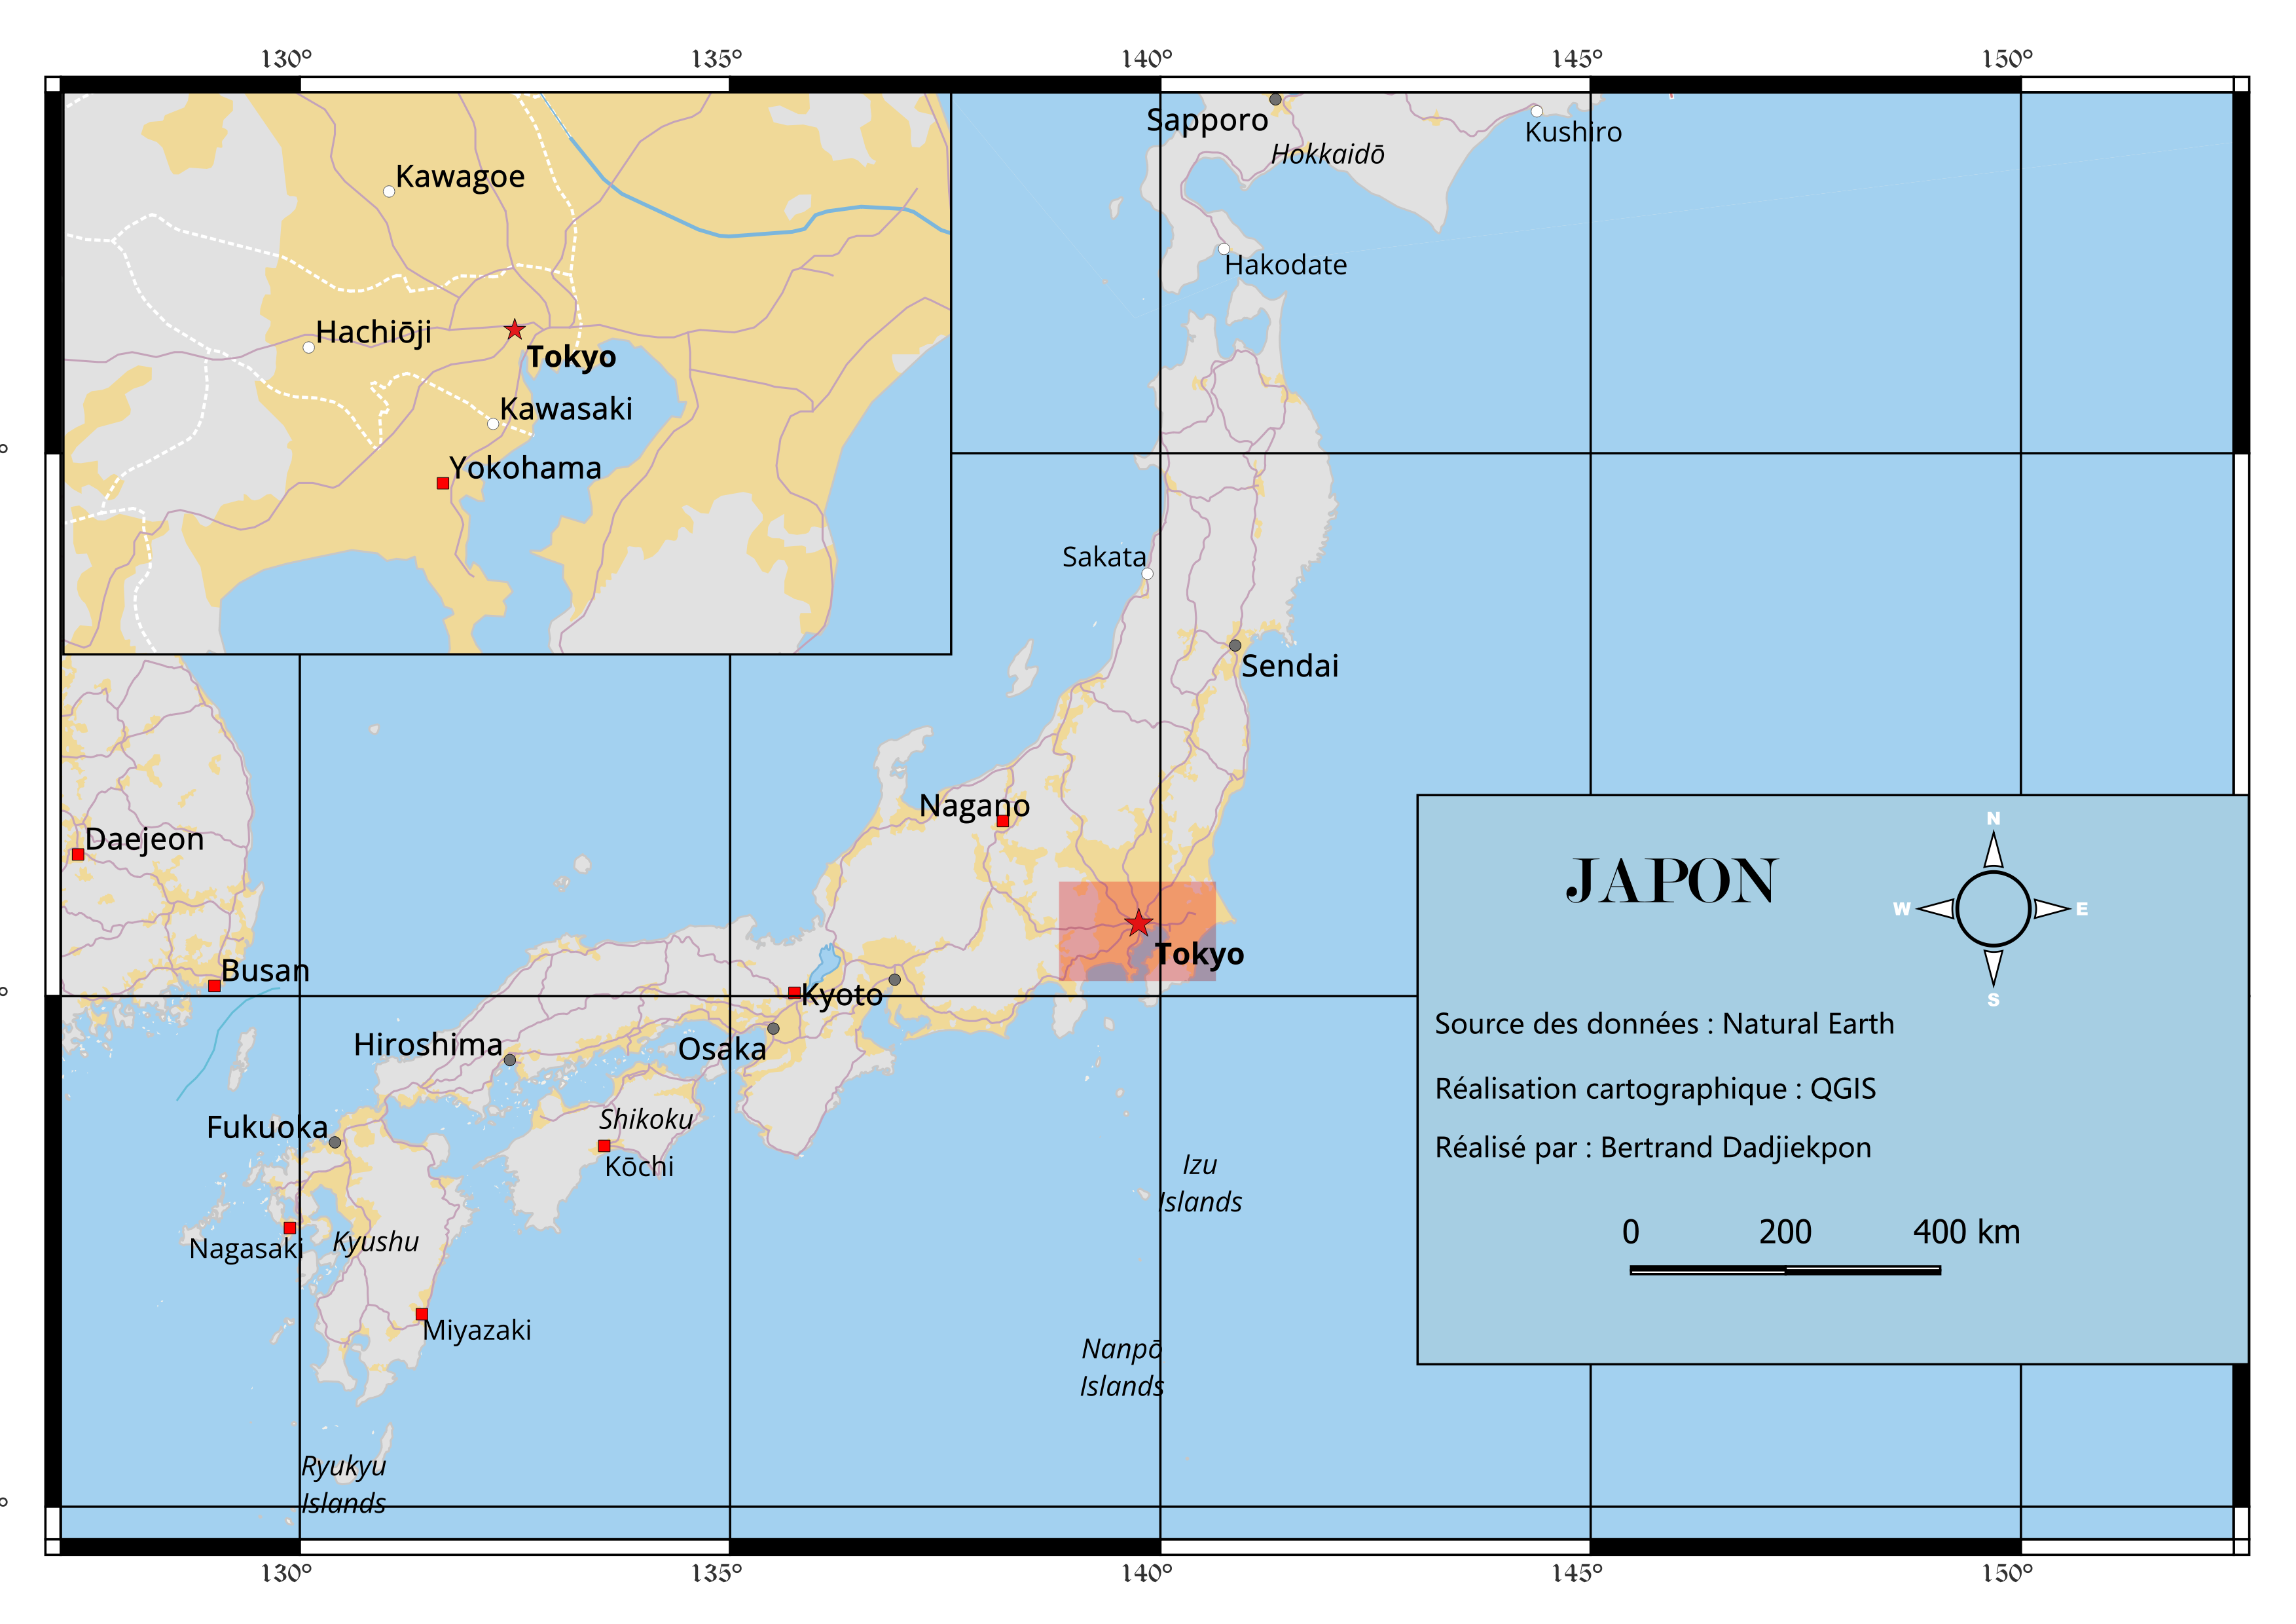 130°
135°
140°
145°
150°
Sapporo
Kushiro
Hokkaidō
Kawagoe
Hakodate
Hachiōji
Tokyo
Kawasaki
Yokohama
Sakata
Sendai
Nagano
Daejeon
JAPON
N
W
E
S
Tokyo
Busan
Kyoto
Source des données : Natural Earth
Hiroshima
Osaka
Réalisation cartographique : QGIS
Fukuoka
Shikoku
Kōchi
Réalisé par : Bertrand Dadjiekpon
Izu
Islands
Nagasaki
Kyushu
0 200 400 km
Miyazaki
Nanpō
Islands
Ryukyu
Islands
130°
135°
140°
145°
150°